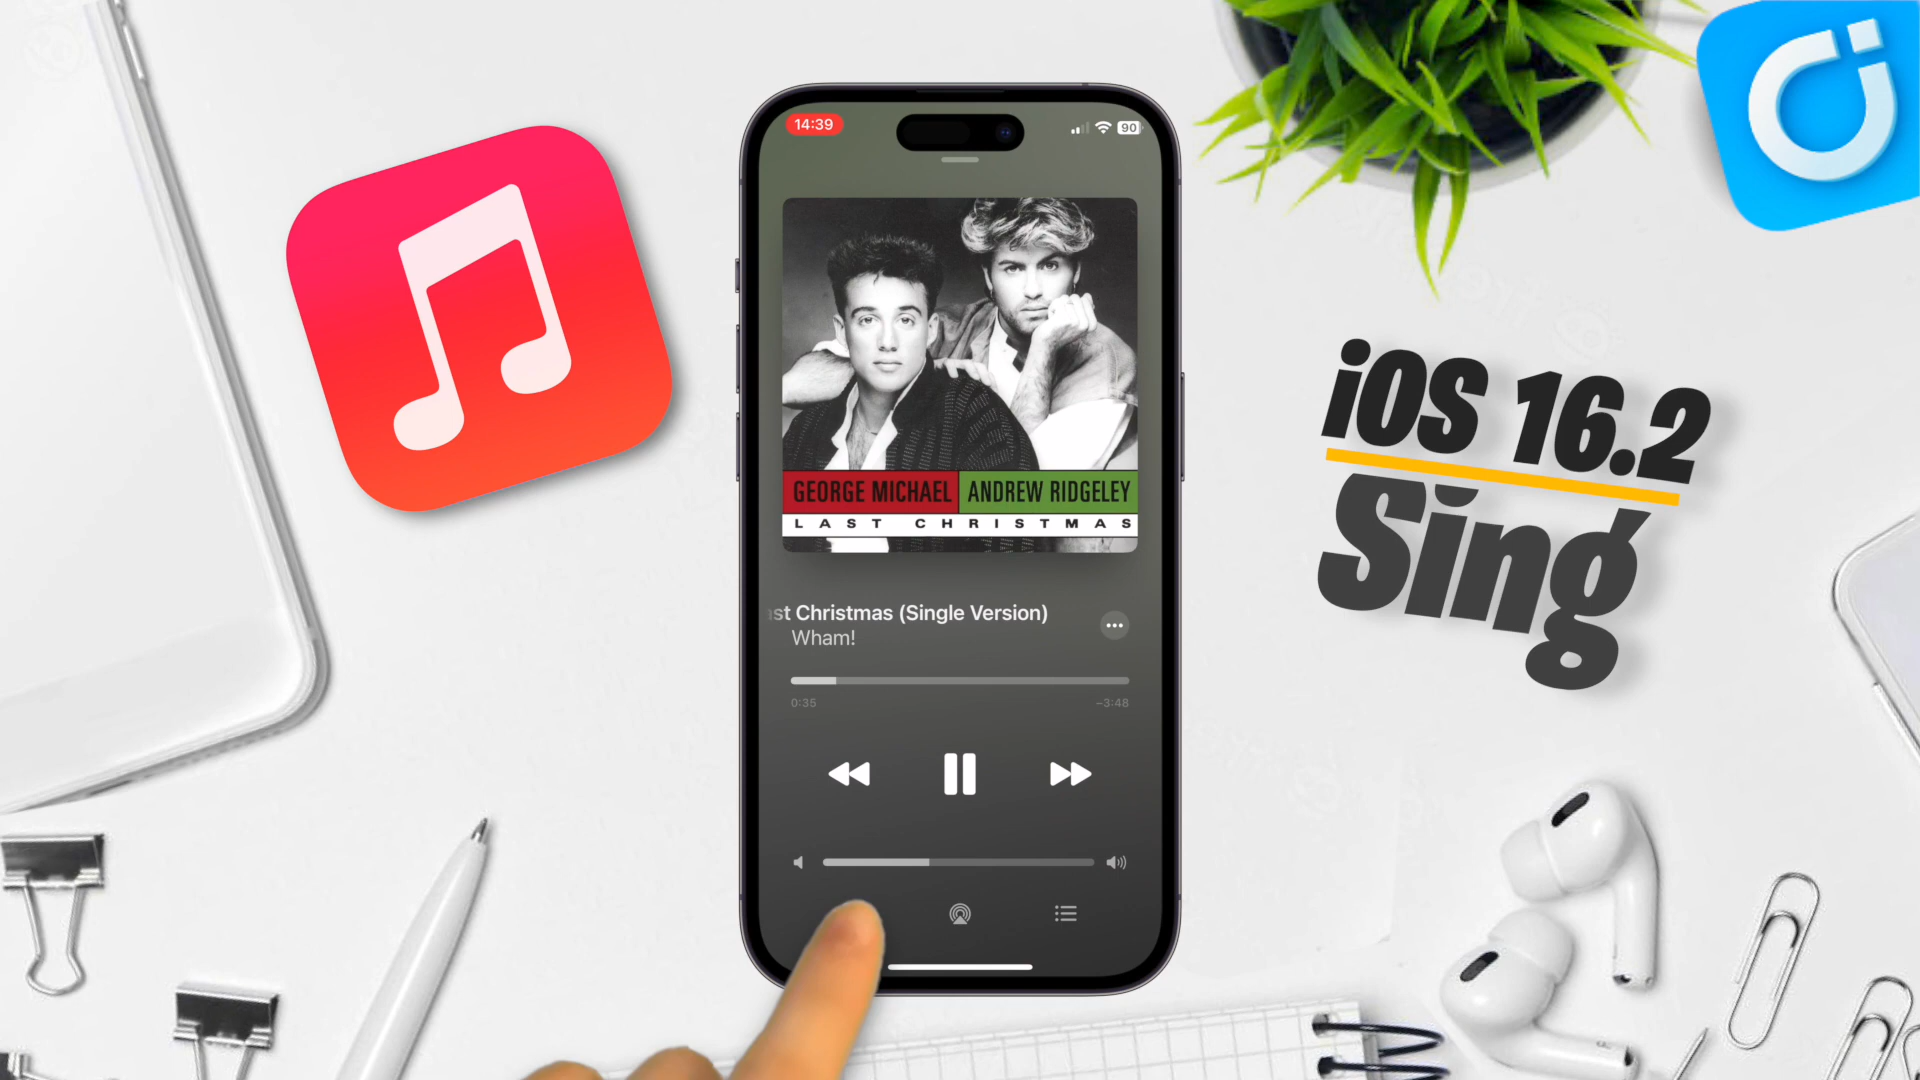 14:39
90
GEORGE MICHAEL ANDREW RIDGELEY
LAST CHRISTMAS
st Christmas (Single Version)
Wham!
0:35
−3:48
iOS 16.2
Sing